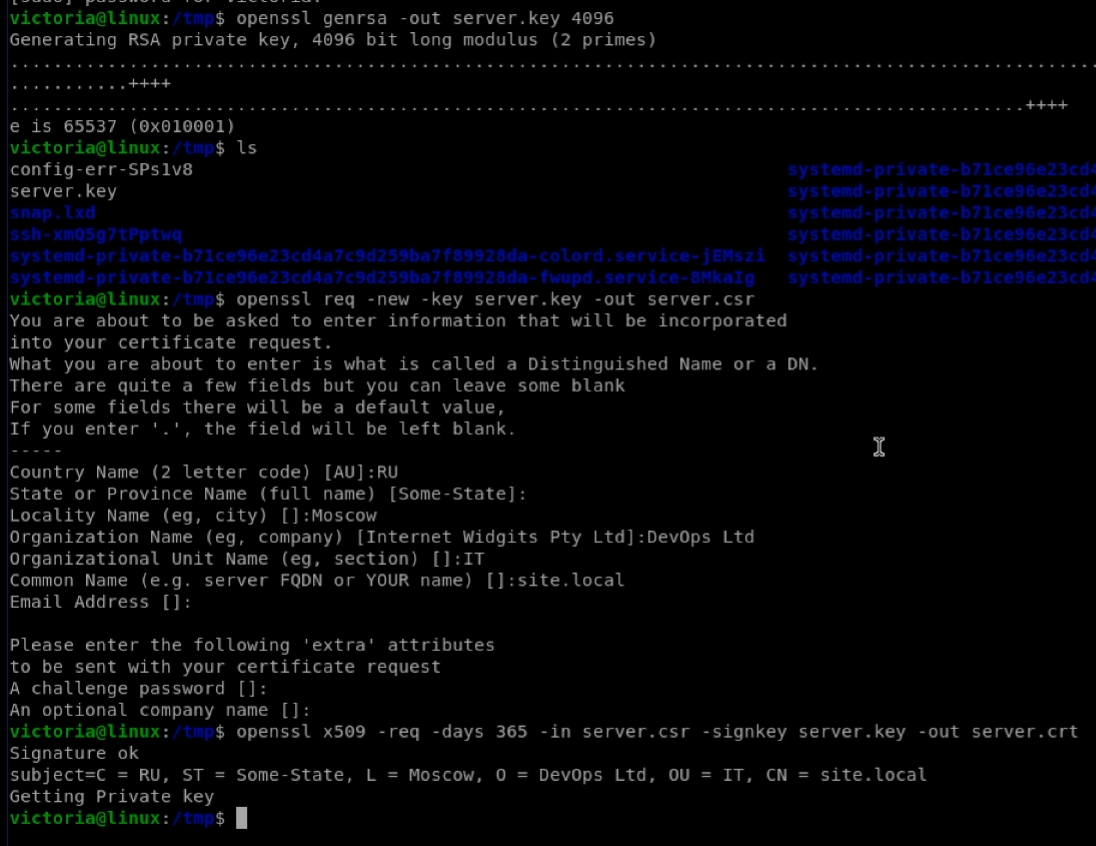 victoria@linux:/tmp$ openssl genrsa -out server.key 4096
Generating RSA private key, 4096 bit long modulus (2 primes)
.....................................................................................................
...........++++
..............................................................................................++++
e is 65537 (0x010001)
victoria@linux:/tmp$ ls
config-err-SPs1v8 systemd-private-b71ce96e23cd4
server.key systemd-private-b71ce96e23cd4
snap.lxd systemd-private-b71ce96e23cd4
ssh-xmQ5g7tPptwq systemd-private-b71ce96e23cd4
systemd-private-b71ce96e23cd4a7c9d259ba7f89928da-colord.service-jEMszi systemd-private-b71ce96e23cd4
systemd-private-b71ce96e23cd4a7c9d259ba7f89928da-fwupd.service-8MkaIg systemd-private-b71ce96e23cd4
victoria@linux:/tmp$ openssl req -new -key server.key -out server.csr
You are about to be asked to enter information that will be incorporated
into your certificate request.
What you are about to enter is what is called a Distinguished Name or a DN.
There are quite a few fields but you can leave some blank
For some fields there will be a default value,
If you enter '.', the field will be left blank.
-----
Country Name (2 letter code) [AU]:RU
State or Province Name (full name) [Some-State]:
Locality Name (eg, city) []:Moscow
Organization Name (eg, company) [Internet Widgits Pty Ltd]:DevOps Ltd
Organizational Unit Name (eg, section) []:IT
Common Name (e.g. server FQDN or YOUR name) []:site.local
Email Address []:

Please enter the following 'extra' attributes
to be sent with your certificate request
A challenge password []:
An optional company name []:
victoria@linux:/tmp$ openssl x509 -req -days 365 -in server.csr -signkey server.key -out server.crt
Signature ok
subject=C = RU, ST = Some-State, L = Moscow, O = DevOps Ltd, OU = IT, CN = site.local
Getting Private key
victoria@linux:/tmp$